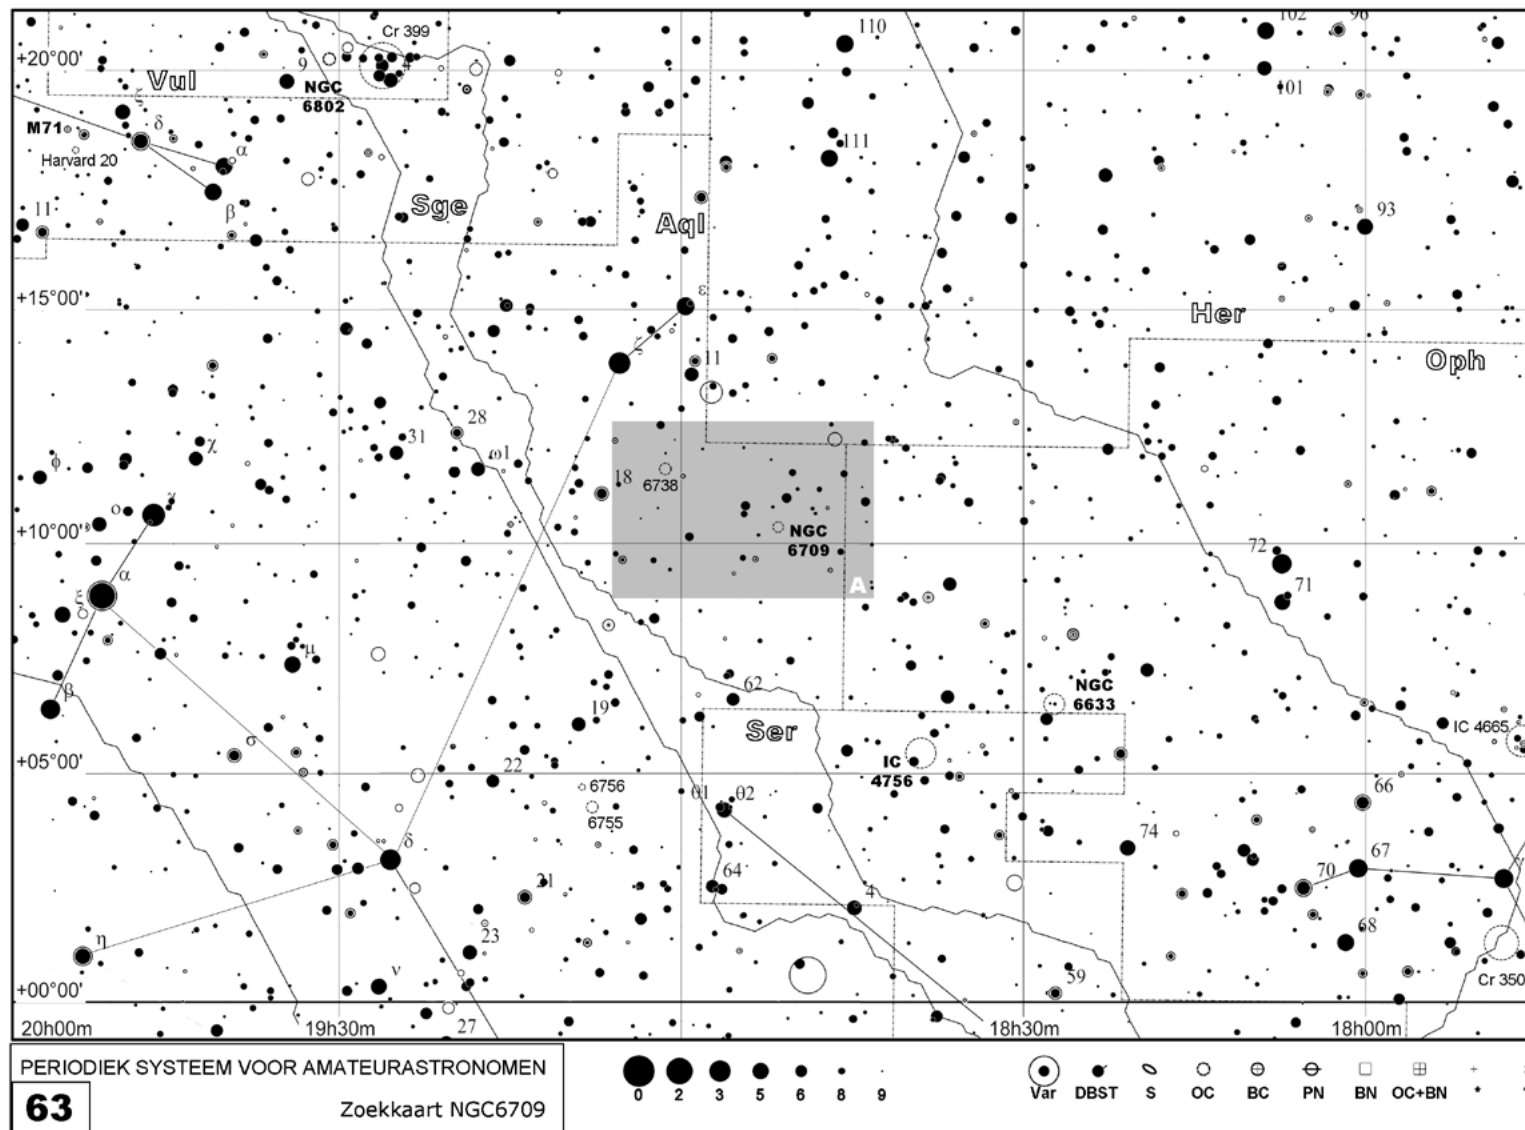 102
96
110
Cr 399
+20°00'
9
4
Vul
NGC
6802
101
ζ
δ
M71
Harvard 20
α
111
β
Sge
11
Aql
93
+15°00'
ε
Her
ζ
11
Oph
28
31
ω1
χ
φ
18
6738
γ
ο
+10°00'
NGC
6709
72
A
α
71
ξ
μ
β
62
NGC
6633
19
Ser
IC 4665
σ
IC
4756
+05°00'
22
6756
θ1
θ2
66
6755
74
δ
64
67
70
21
4
γ
68
23
η
ν
59
Cr 350
+00°00'
20h00m
19h30m
27
18h30m
18h00m
PERIODIEK SYSTEEM VOOR AMATEURASTRONOMEN
63
Zoekkaart NGC6709
0 2 3 5 6 8 9
Var DBST S OC BC PN BN OC+BN *